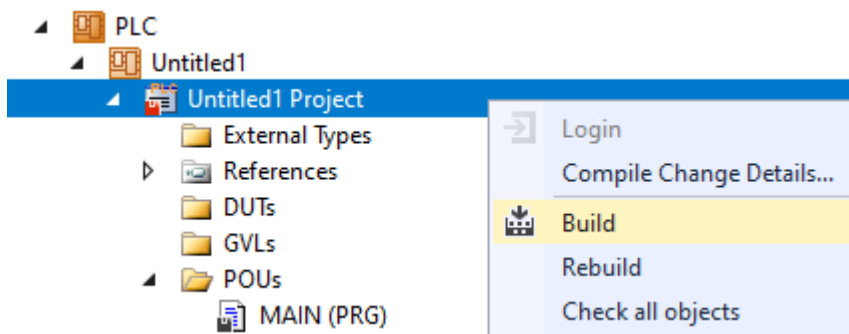 PLC
Untitled1
Untitled1 Project
External Types
References
DUTs
GVLs
POUs
MAIN (PRG)
Login
Compile Change Details...
Build
Rebuild
Check all objects